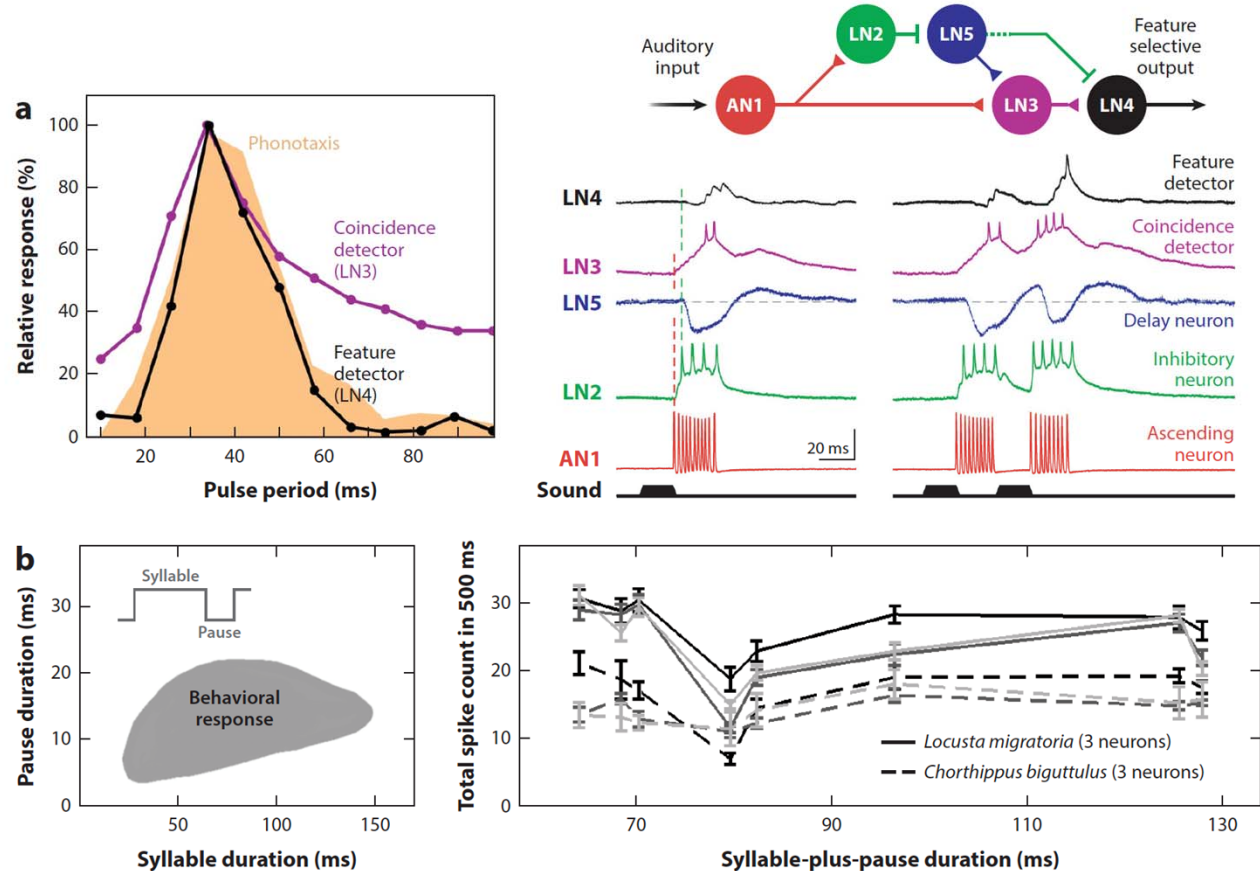 a
Relative response (%)
100
80
60
40
20
0
20
40
60
80
Pulse period (ms)
Phonotaxis
Coincidence
detector
(LN3)
Feature
detector
(LN4)
Auditory
input
AN1
LN2
LN5
LN3
LN4
Feature
selective
output
LN4
Feature
detector
LN3
Coincidence
detector
LN5
Delay neuron
LN2
Inhibitory
neuron
AN1
20 ms
Ascending
neuron
Sound
b
Pause duration (ms)
30
20
10
0
Syllable
Pause
Behavioral
response
50
100
150
Syllable duration (ms)
Total spike count in 500 ms
30
20
10
0
Locusta migratoria (3 neurons)
Chorthippus biguttulus (3 neurons)
70
90
110
130
Syllable-plus-pause duration (ms)